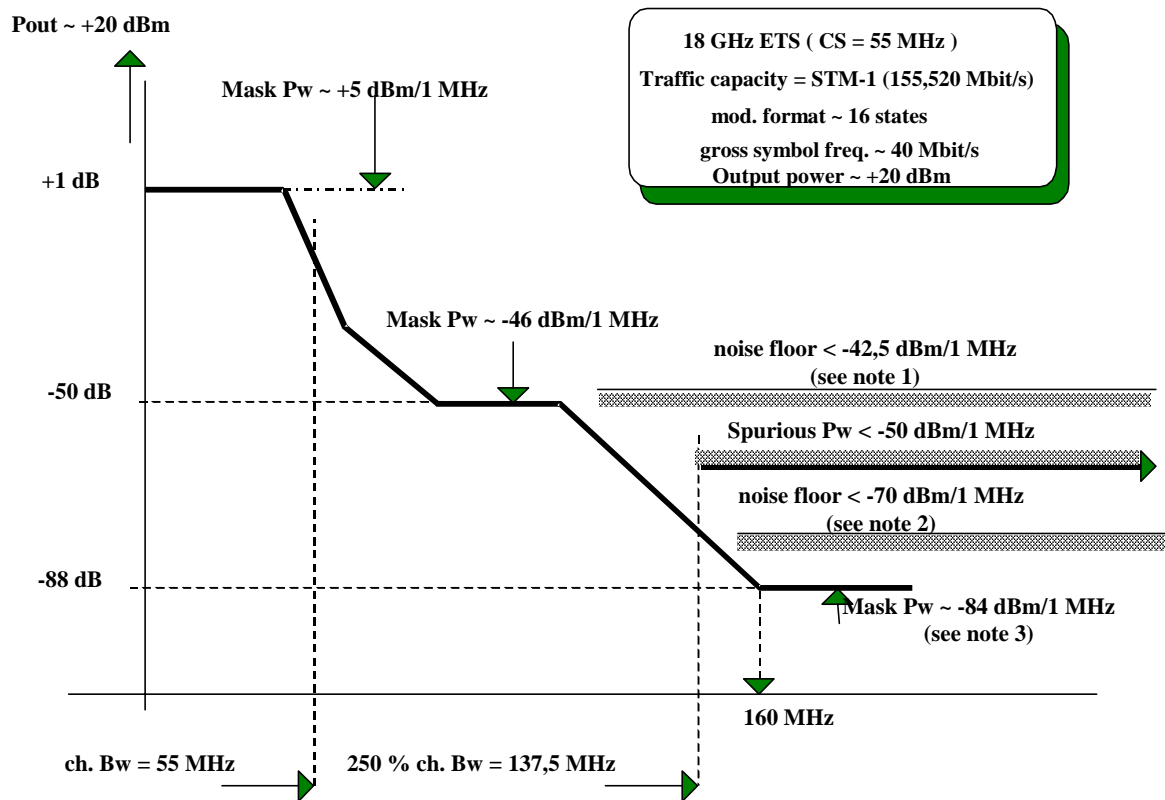 Pout ~ +20 dBm
18 GHz ETS ( CS = 55 MHz )
Traffic capacity = STM-1 (155,520 Mbit/s)
mod. format ~ 16 states
gross symbol freq. ~ 40 Mbit/s
Output power ~ +20 dBm
Mask Pw ~ +5 dBm/1 MHz
+1 dB
Mask Pw ~ -46 dBm/1 MHz
noise floor < -42,5 dBm/1 MHz
(see note 1)
-50 dB
Spurious Pw < -50 dBm/1 MHz
noise floor < -70 dBm/1 MHz
(see note 2)
-88 dB
Mask Pw ~ -84 dBm/1 MHz
(see note 3)
160 MHz
ch. Bw = 55 MHz
250 % ch. Bw = 137,5 MHz